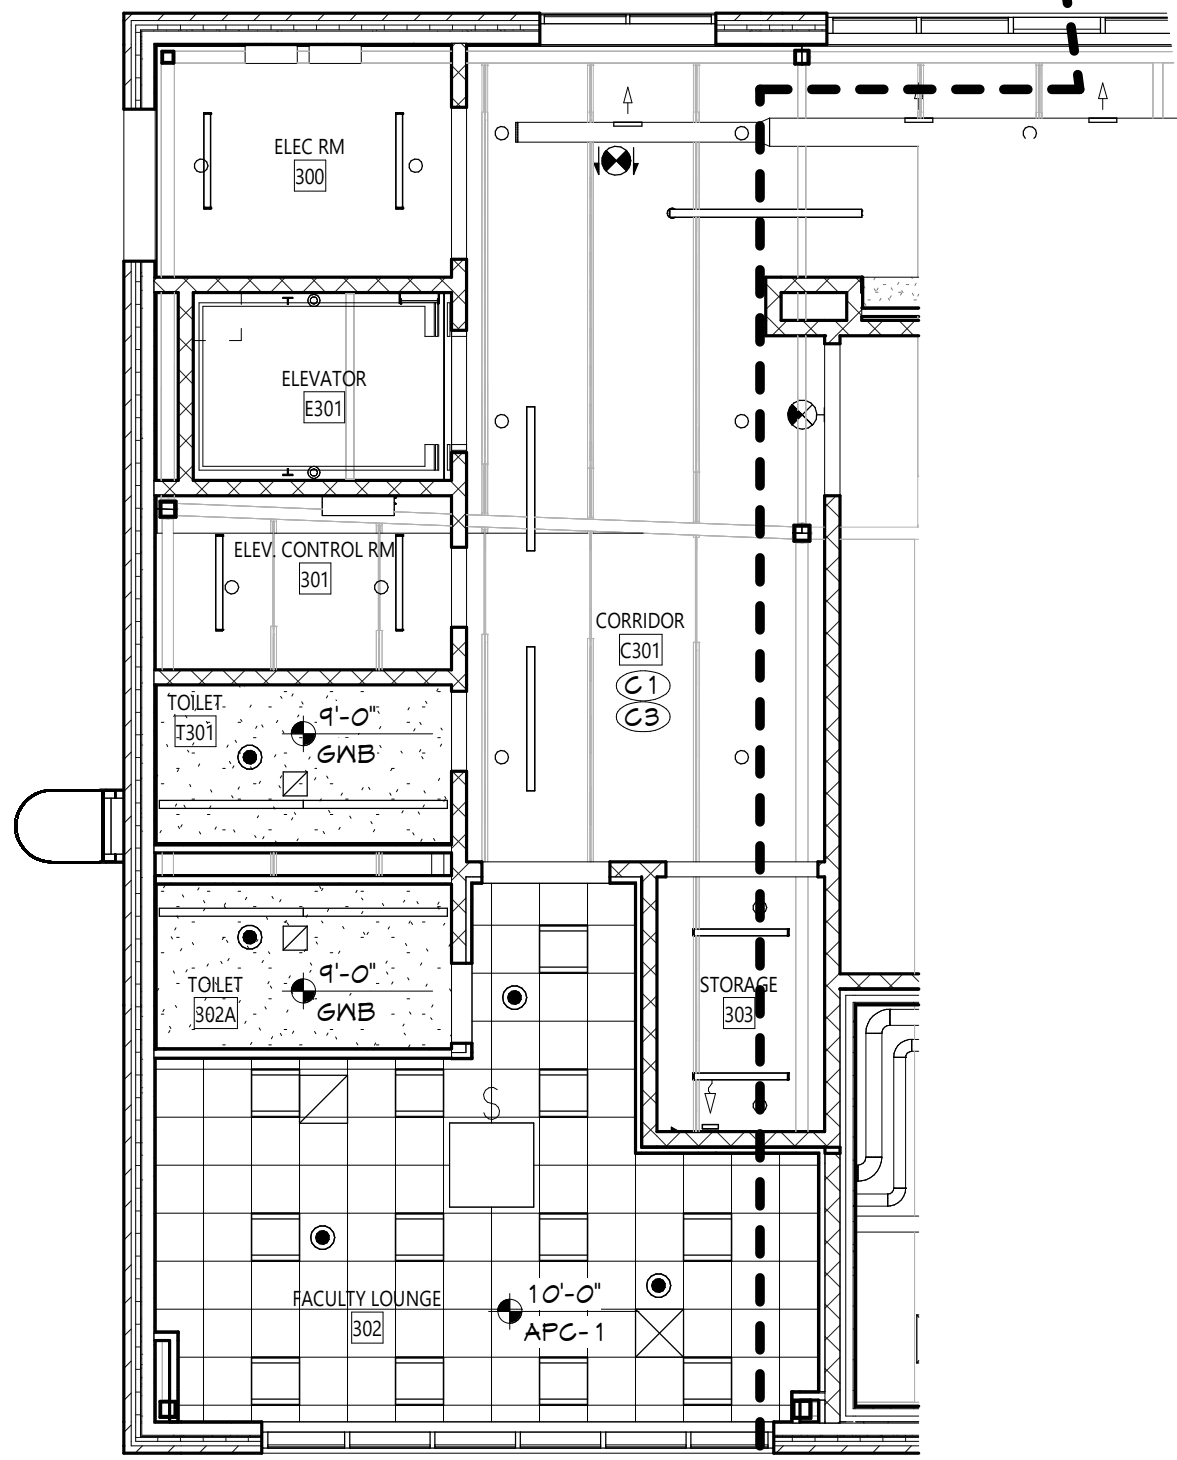 ELEC RM
300
ELEVATOR
E301
ELEV. CONTROL RM
301
CORRIDOR
C301
C1
C3
TOILET
T301
9'-0"
GWB
TOILET
302A
9'-0"
GWB
STORAGE
303
S
FACULTY LOUNGE
302
10'-0"
APC-1